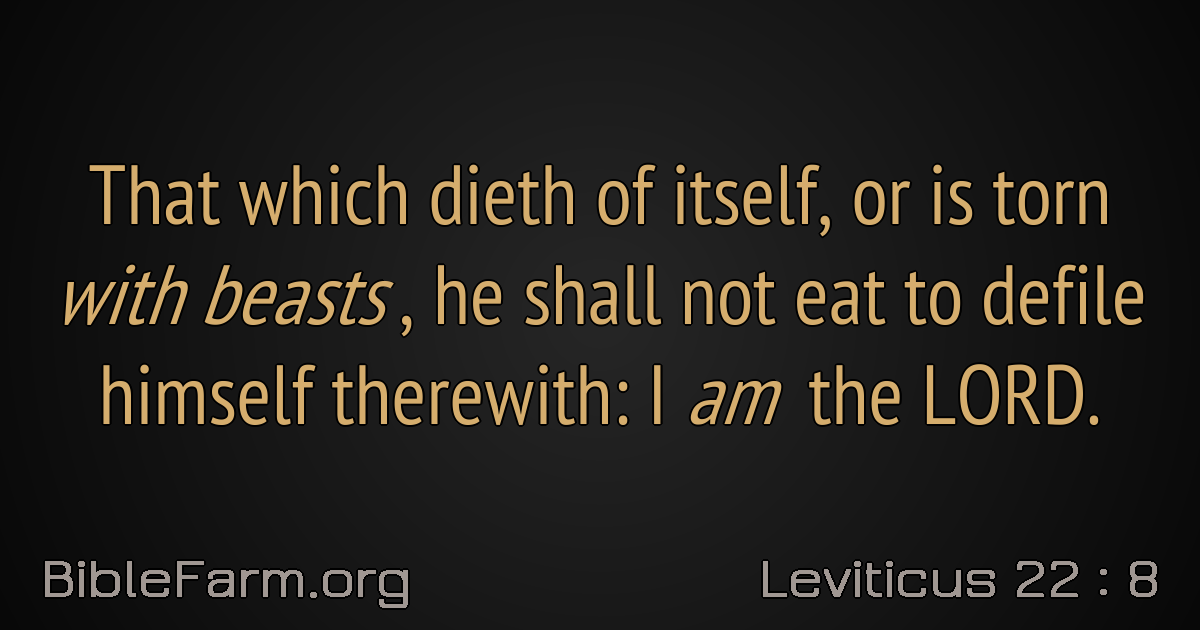 That which dieth of itself, or is torn
with beasts , he shall not eat to defile
himself therewith: I am the LORD.
BibleFarm.org
Leviticus 22 : 8